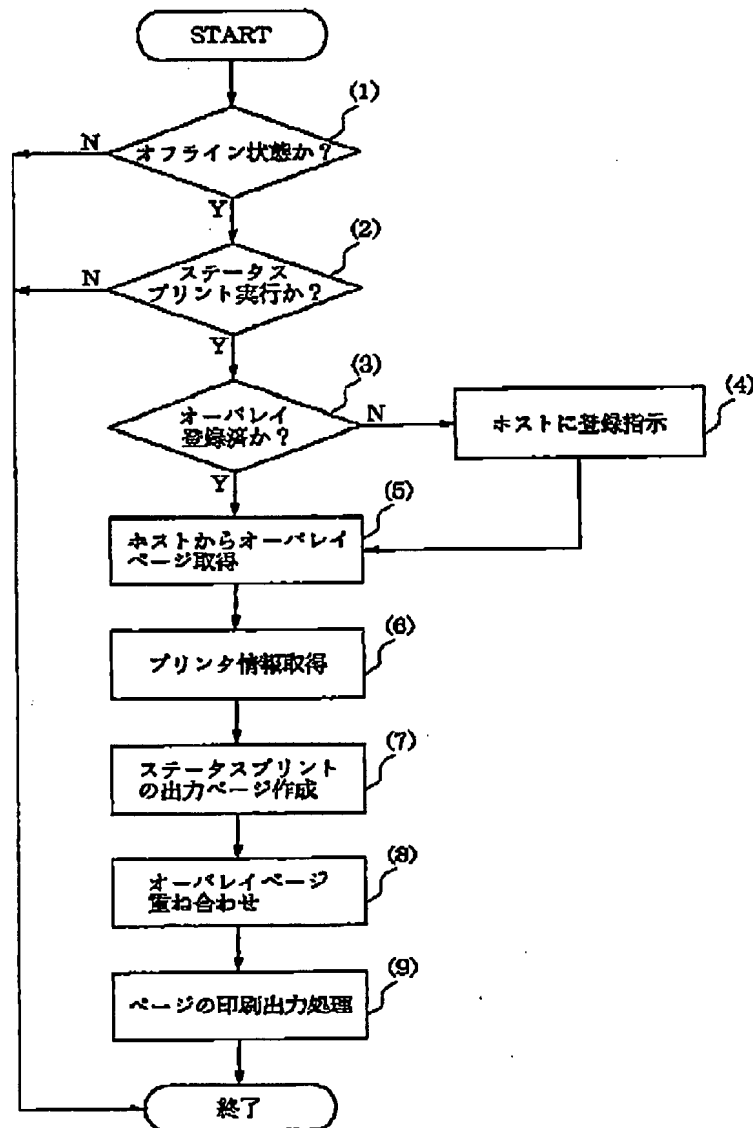 START
(1)
オフライン状態か？
N
Y
(2)
ステータス
プリント実行か？
N
Y
(3)
オーバレイ
登録済か？
N
(4)
ホストに登録指示
Y
(5)
ホストからオーバレイ
ページ取得
(6)
プリンタ情報取得
(7)
ステータスプリント
の出力ページ作成
(8)
オーバレイページ
重ね合わせ
(9)
ページの印刷出力処理
終了